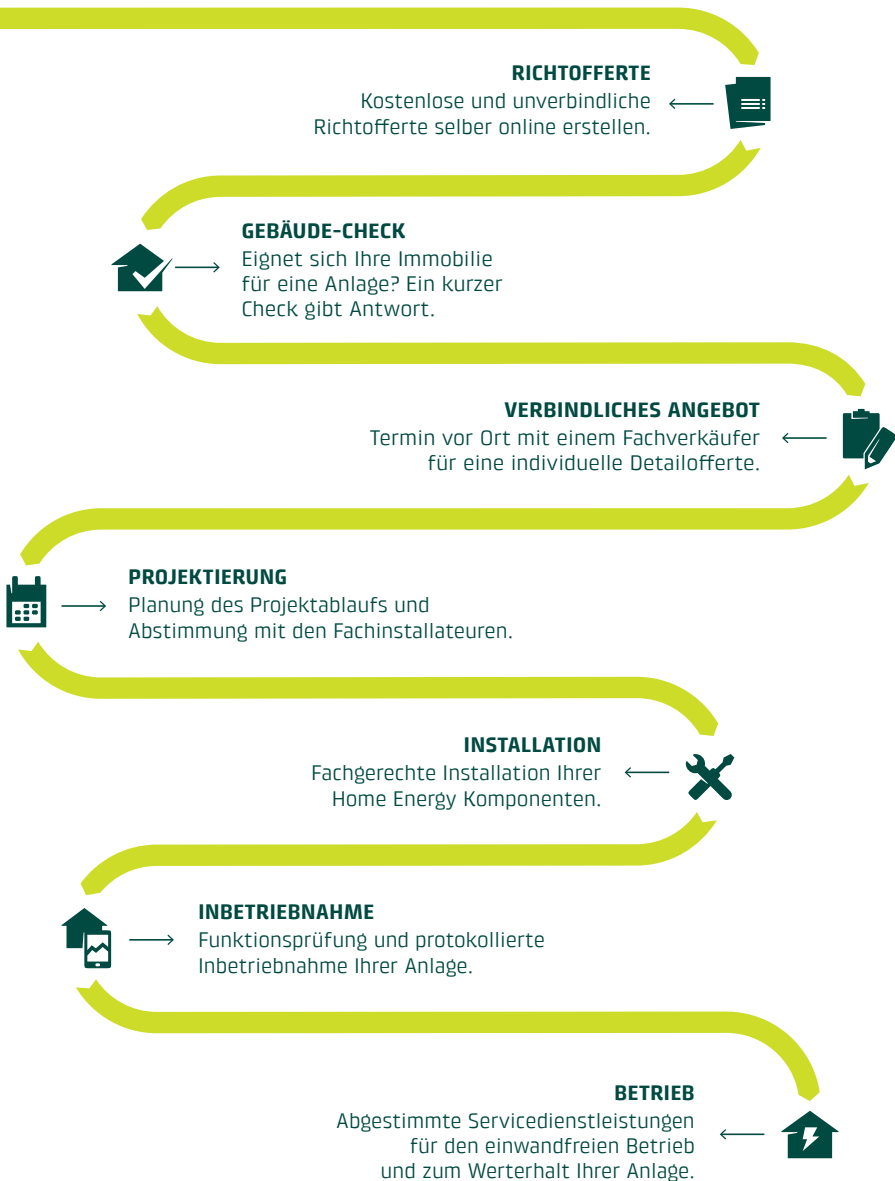 RICHTOFFERTE
Kostenlose und unverbindliche
Richtofferte selber online erstellen.
GEBÄUDE-CHECK
Eignet sich Ihre Immobilie
für eine Anlage? Ein kurzer
Check gibt Antwort.
VERBINDLICHES ANGEBOT
Termin vor Ort mit einem Fachverkäufer
für eine individuelle Detailofferte.
PROJEKTIERUNG
Planung des Projektablaufs und
Abstimmung mit den Fachinstallateuren.
INSTALLATION
Fachgerechte Installation Ihrer
Home Energy Komponenten.
INBETRIEBNAHME
Funktionsprüfung und protokollierte
Inbetriebnahme Ihrer Anlage.
BETRIEB
Abgestimmte Servicedienstleistungen
für den einwandfreien Betrieb
und zum Werterhalt Ihrer Anlage.